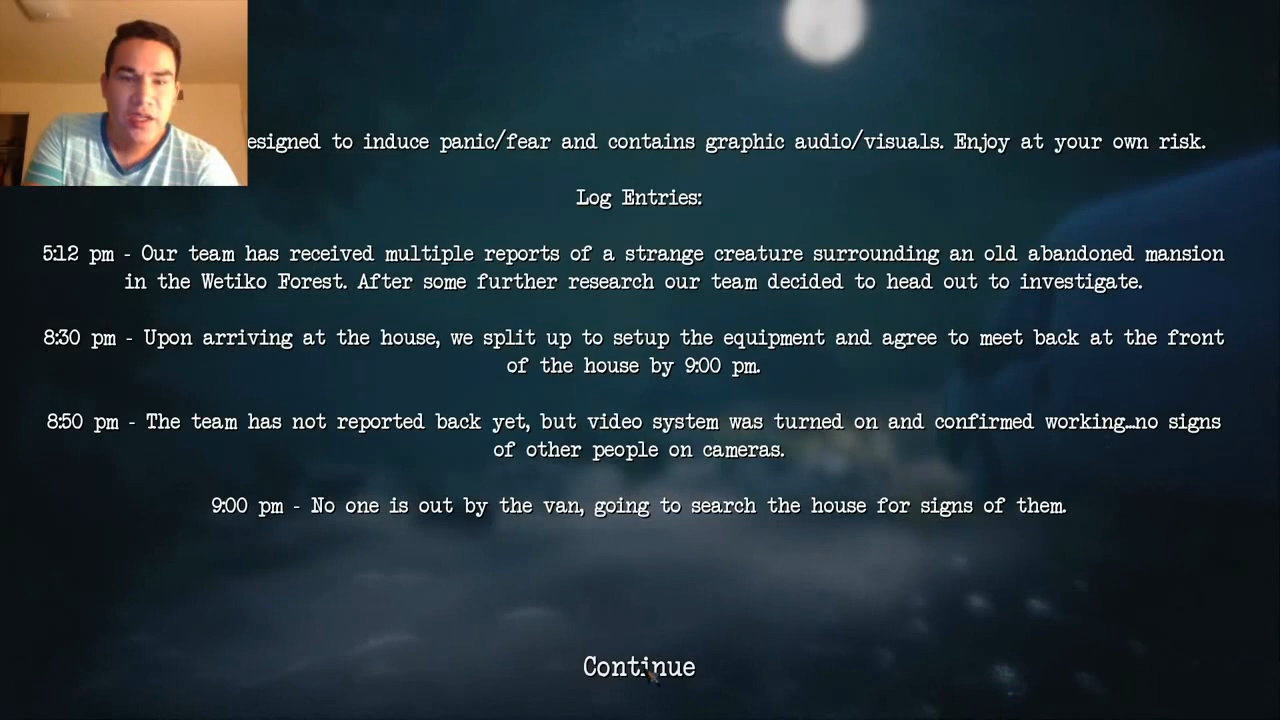 esigned to induce panic/fear and contains graphic audio/visuals. Enjoy at your own risk.
Log Entries:
5:12 pm - Our team has received multiple reports of a strange creature surrounding an old abandoned mansion
in the Wetiko Forest. After some further research our team decided to head out to investigate.
8:30 pm - Upon arriving at the house, we split up to setup the equipment and agree to meet back at the front
of the house by 9:00 pm.
8:50 pm - The team has not reported back yet, but video system was turned on and confirmed working...no signs
of other people on cameras.
9:00 pm - No one is out by the van, going to search the house for signs of them.
Continue